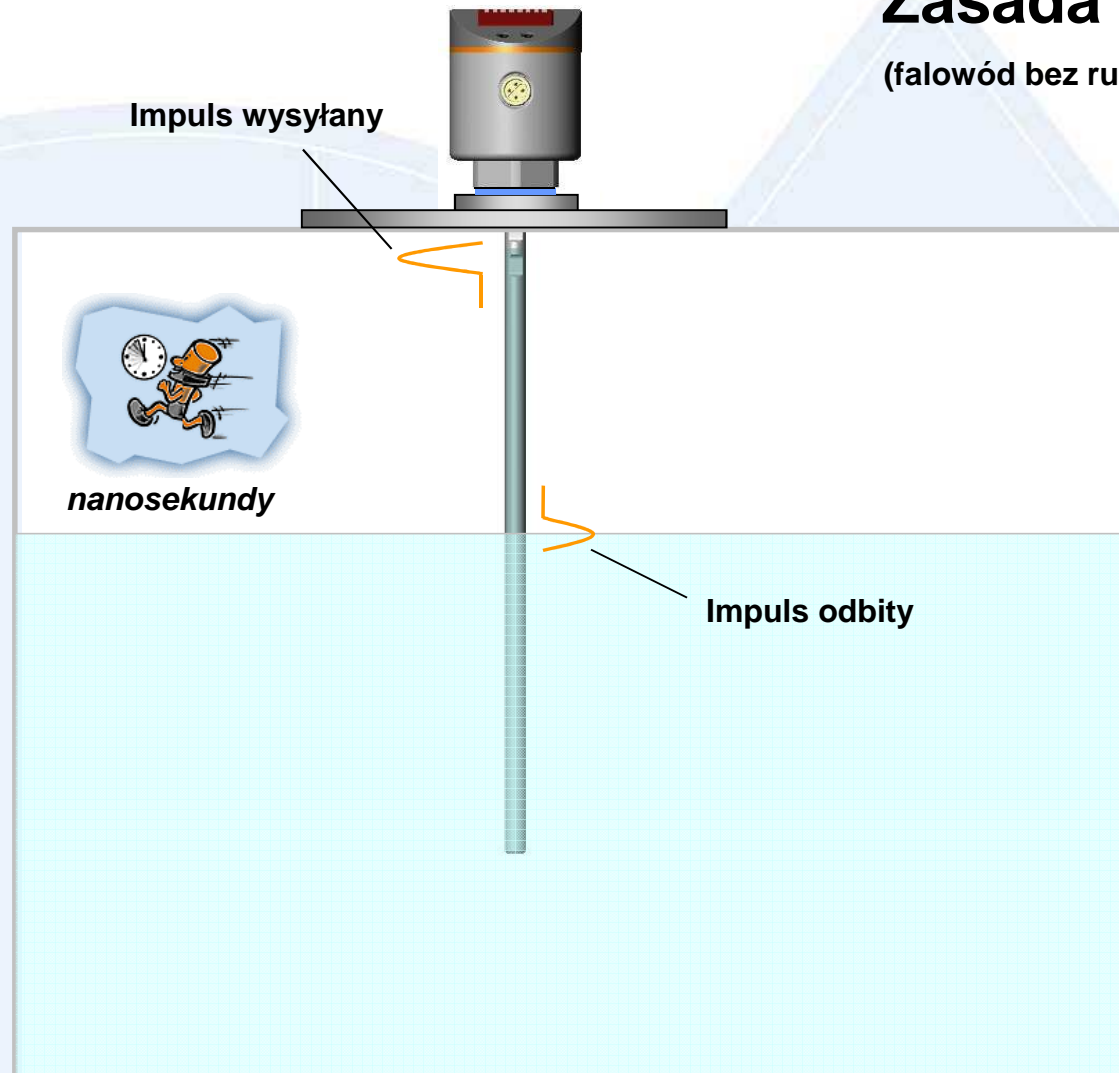 Zasada
(falowód bez ru
Impuls wysyłany
nanosekundy
Impuls odbity